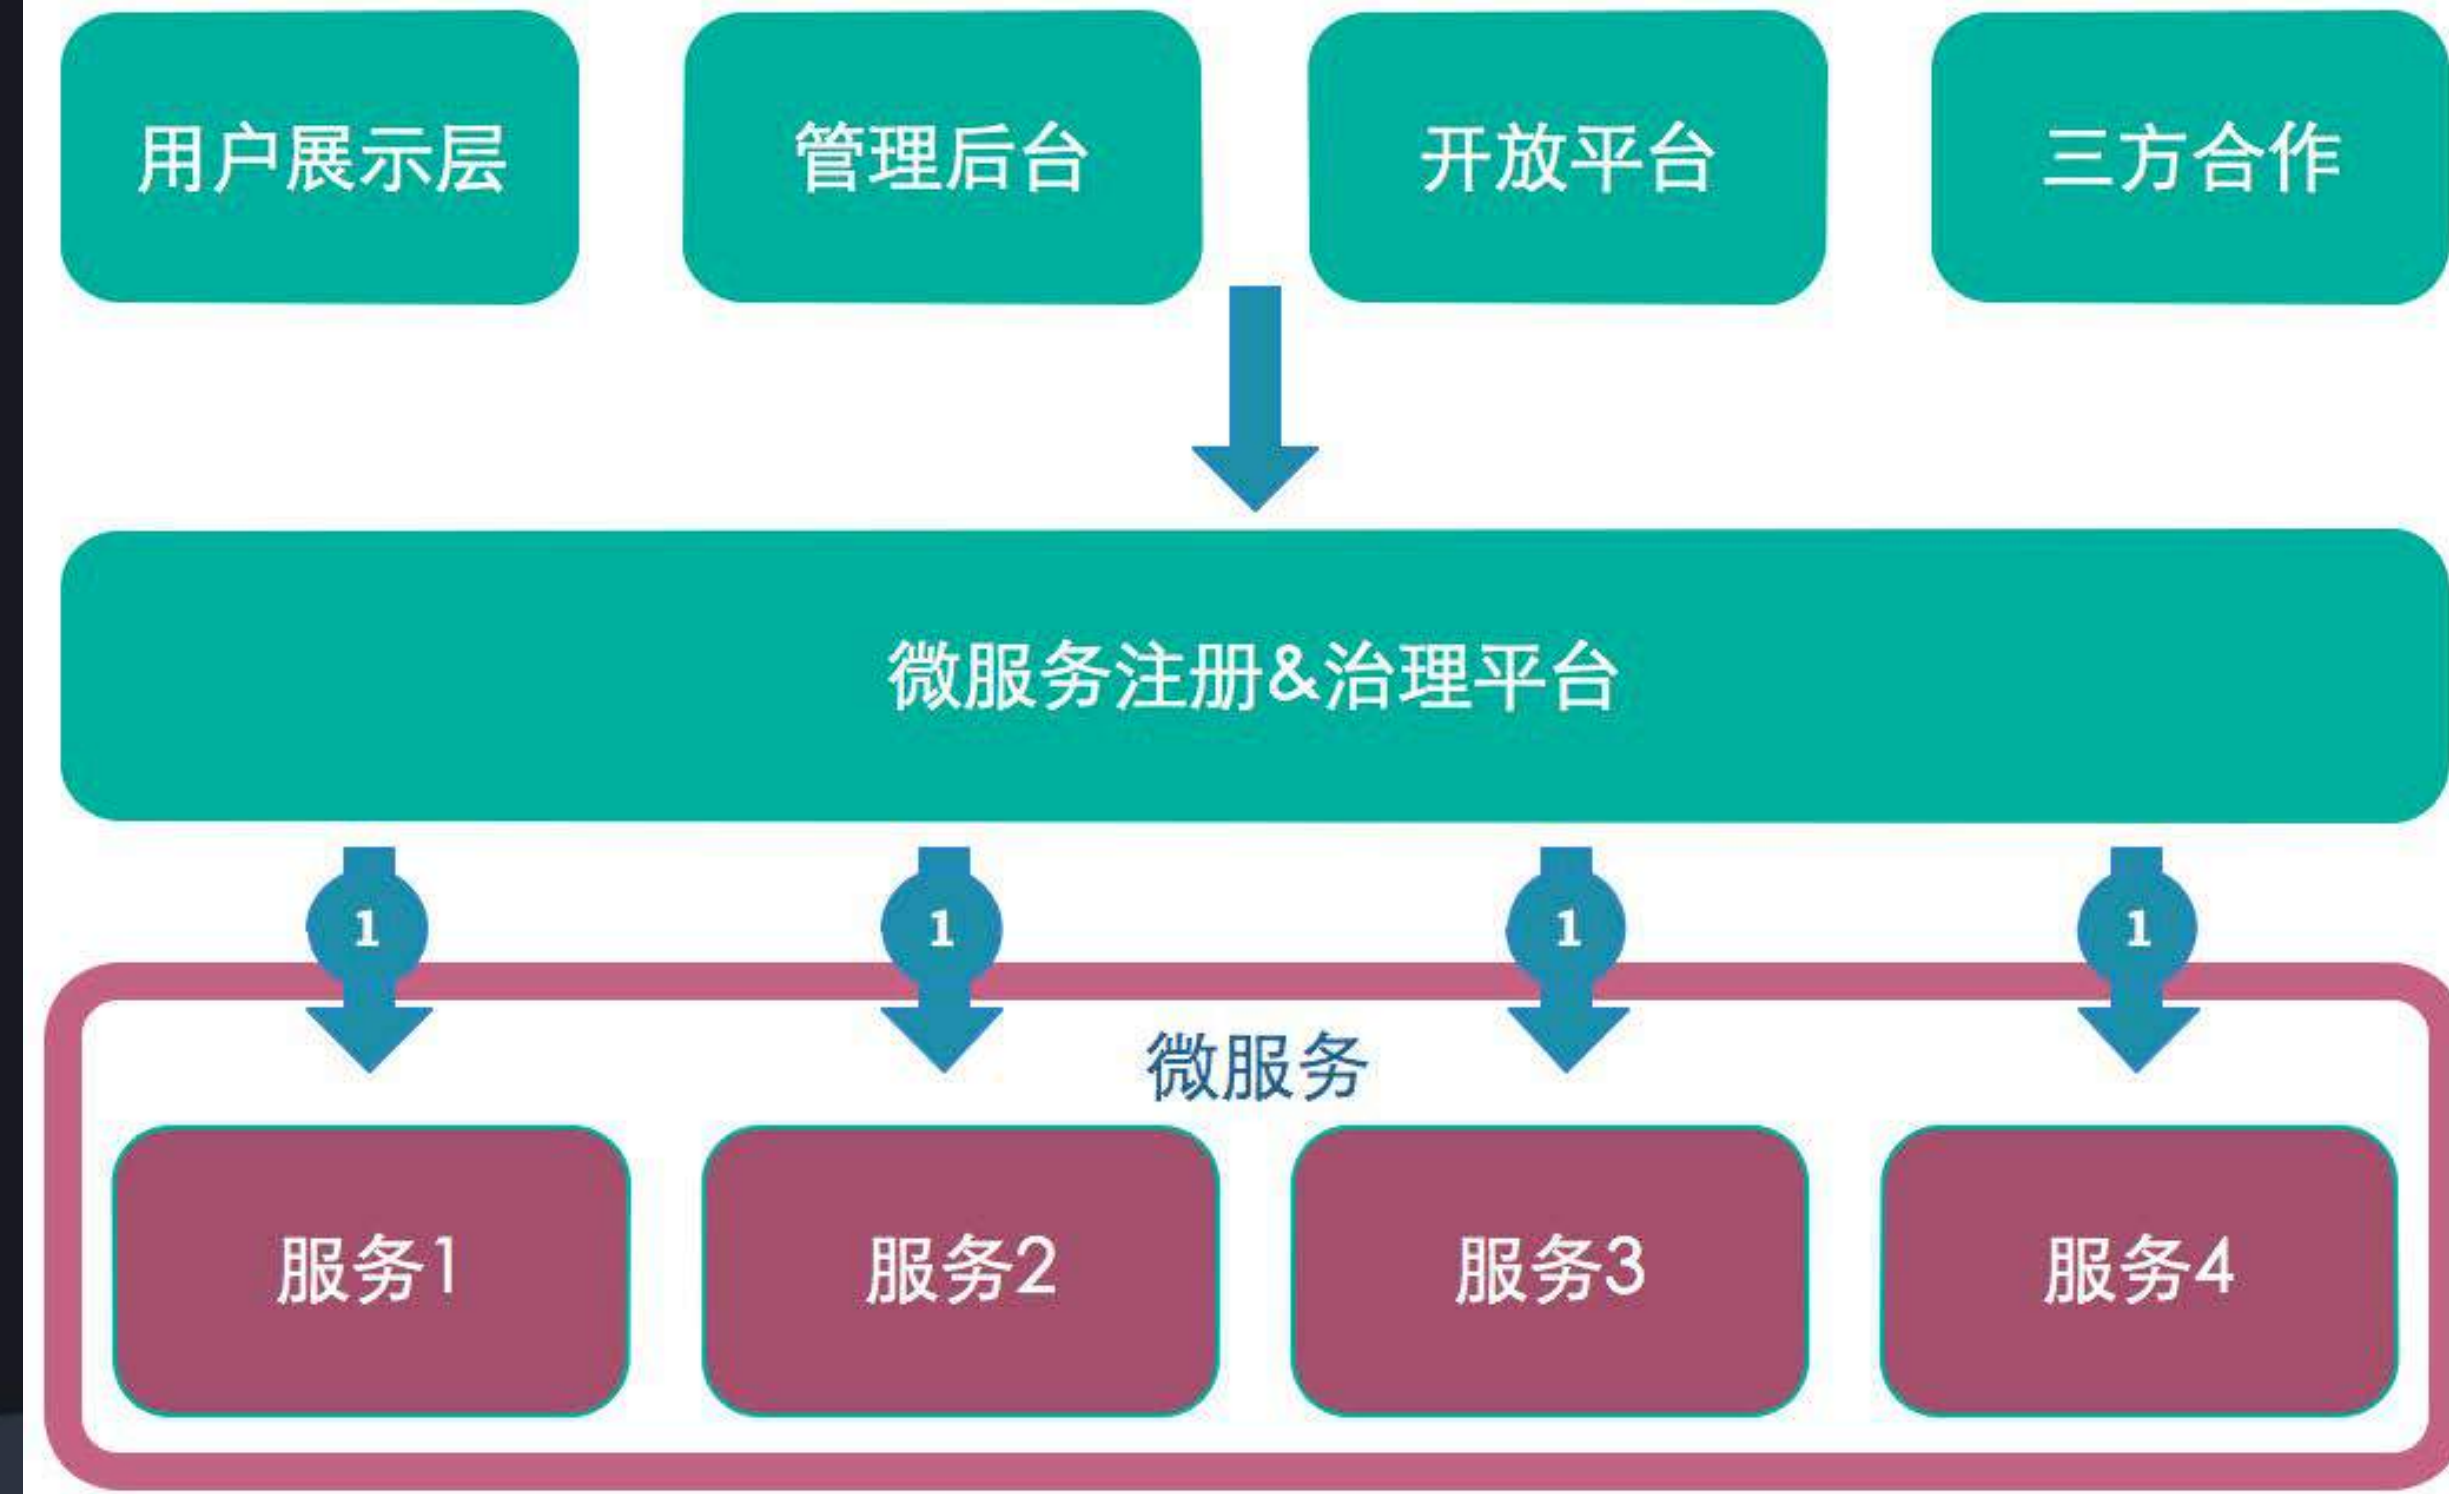 用户展示层
管理后台
开放平台
三方合作
微服务注册&治理平台
1
1
1
1
微服务
服务1
服务2
服务3
服务4